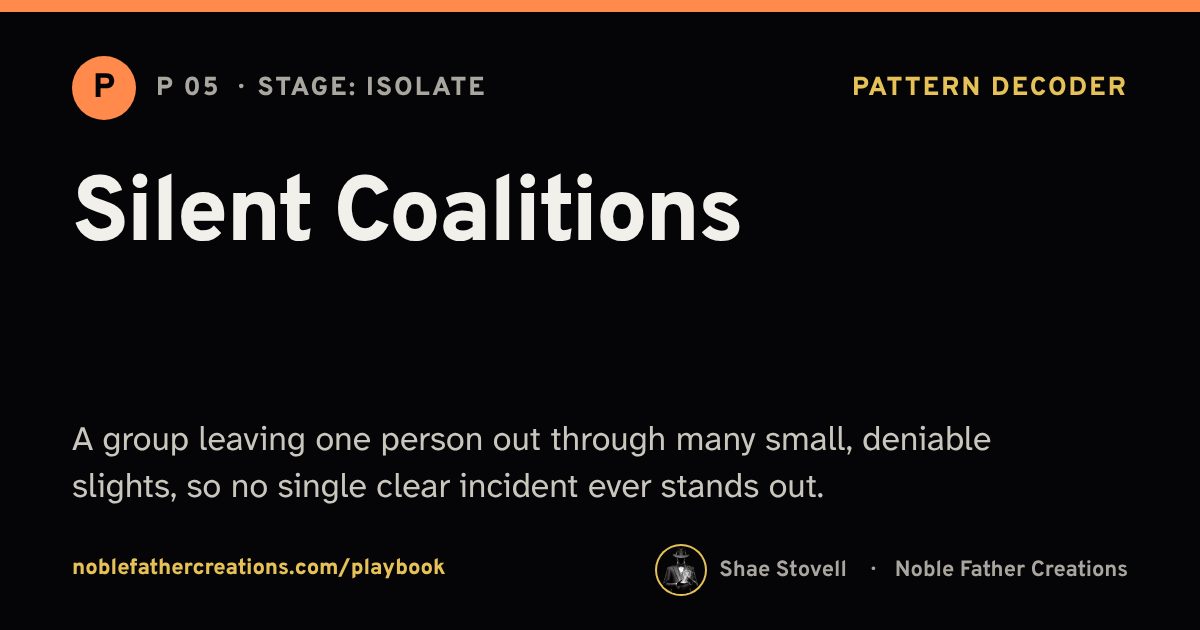 P
P 05 · STAGE: ISOLATE
PATTERN DECODER
Silent Coalitions
A group leaving one person out through many small, deniable
slights, so no single clear incident ever stands out.
noblefathercreations.com/playbook
Shae Stovell · Noble Father Creations